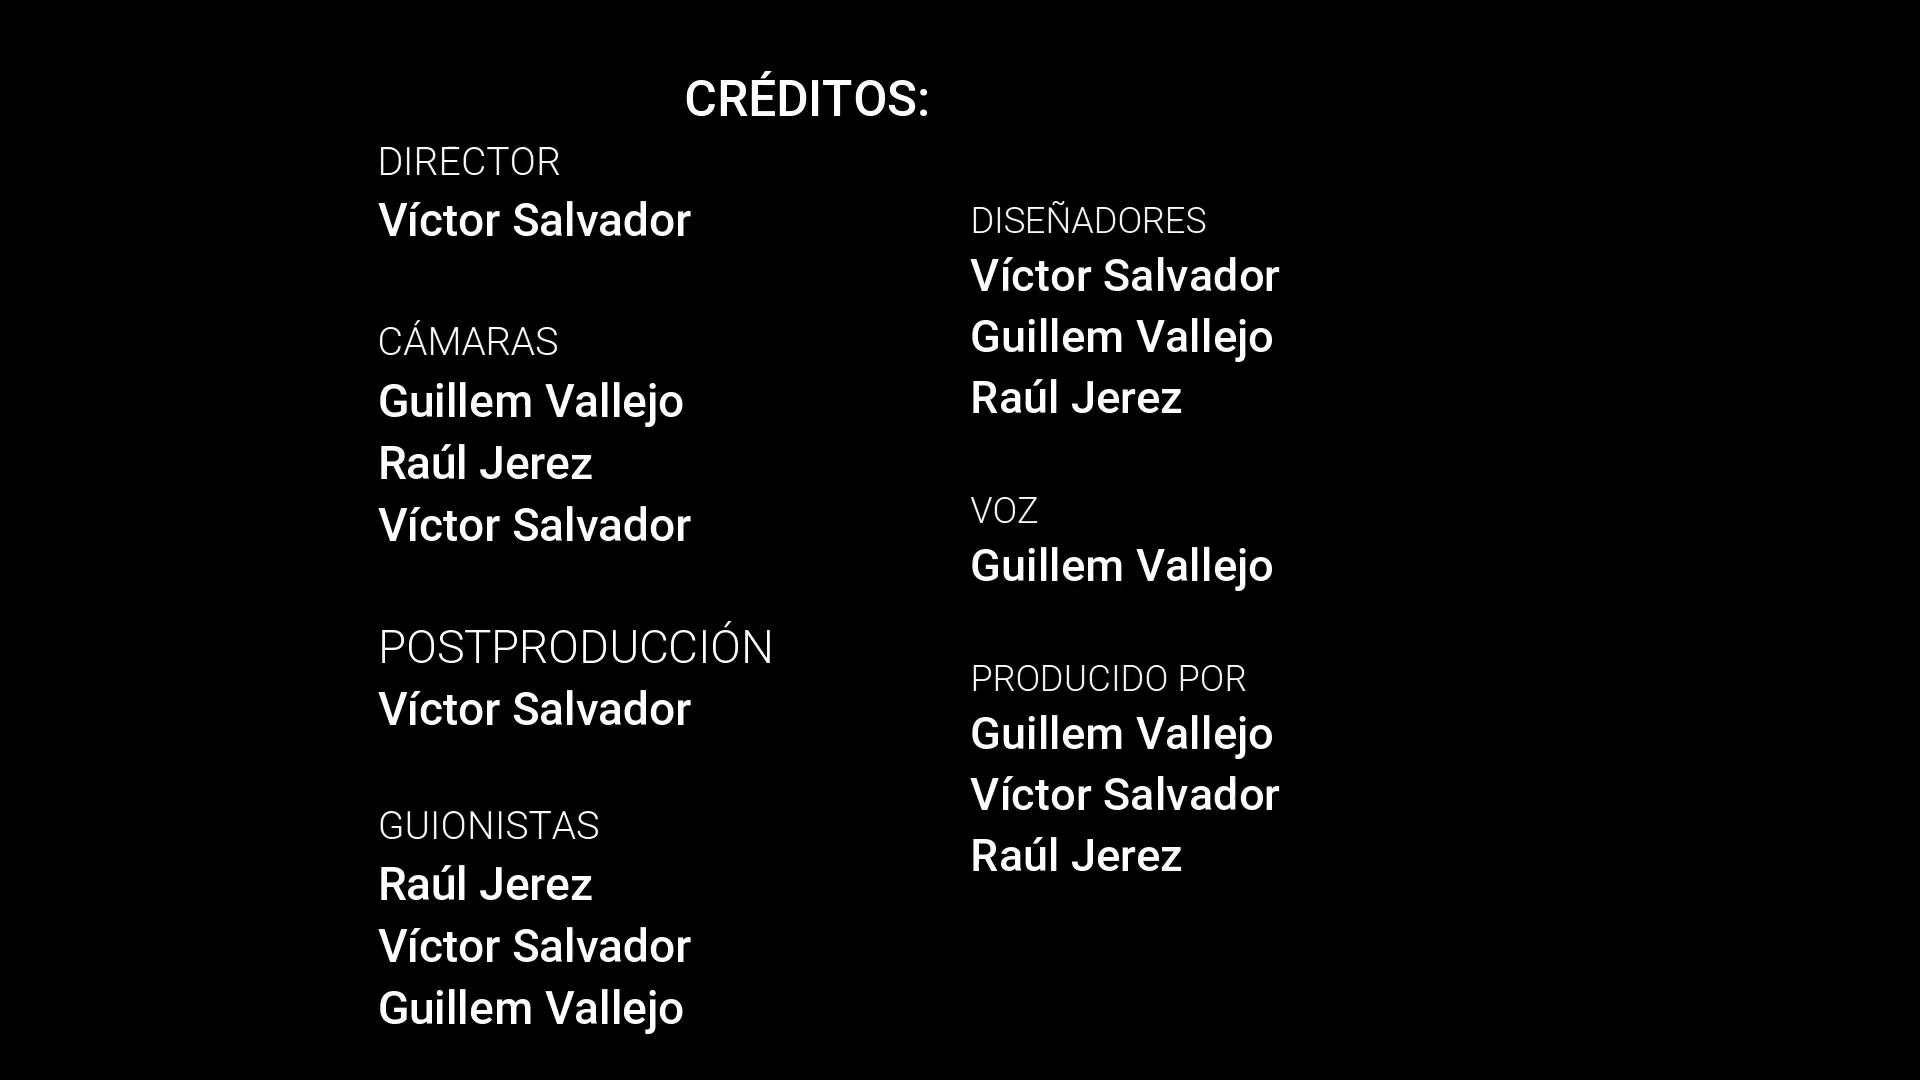 CRÉDITOS:
DIRECTOR
Víctor Salvador
CÁMARAS
Guillem Vallejo
Raúl Jerez
Víctor Salvador
POSTPRODUCCIÓN
Víctor Salvador
GUIONISTAS
Raúl Jerez
Víctor Salvador
Guillem Vallejo
DISEÑADORES
Víctor Salvador
Guillem Vallejo
Raúl Jerez
VOZ
Guillem Vallejo
PRODUCIDO POR
Guillem Vallejo
Víctor Salvador
Raúl Jerez